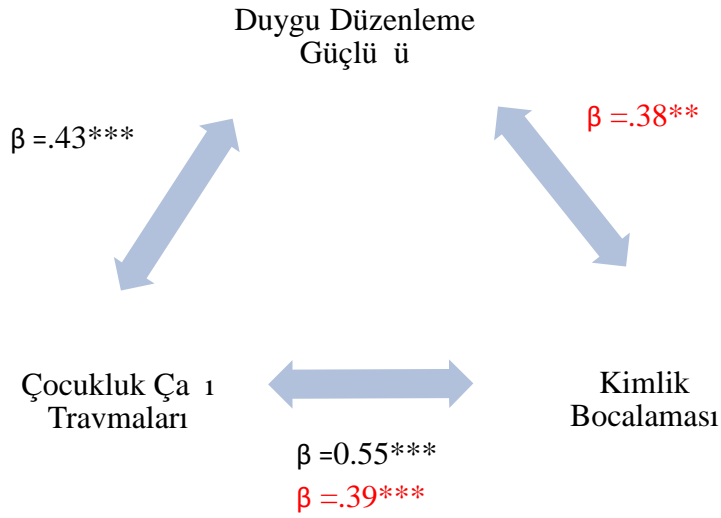 Duygu Düzenleme
Güçlü ü
β =.43***
β =.38**
Çocukluk Ça ı
Travmaları
Kimlik
Bocalaması
β =0.55***
β =.39***